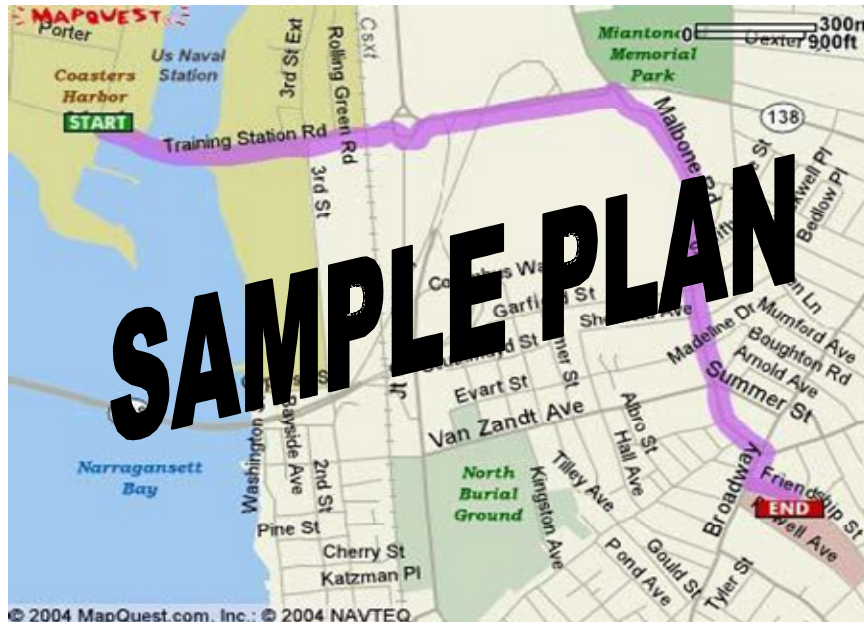 MAPQUEST
Porter
Us Naval
Station
3rd St Ext
Rolling Green Rd
Csxt
Miantono
Memorial
Park
0
300m
900ft
Dexter
Coasters
Harbor
START
Training Station Rd
Malbone Rd
138
3rd St
Bedlow Pl
SAMPLE PLAN
Garfield St
Madeline Dr
Mumford Ave
Boughton Rd
Arnold Ave
Evart St
Summer St
Van Zandt Ave
Albro St
Hall Ave
Washington
Bayside Ave
2nd St
Narragansett
Bay
North
Burial
Ground
Kingston Ave
Tilley Ave
Broadway
Friendship St
END
Pine St
Cherry St
Katzman Pl
Gould St
Pond Ave
Tyler St
© 2004 MapQuest.com, Inc.; © 2004 NAVTEQ